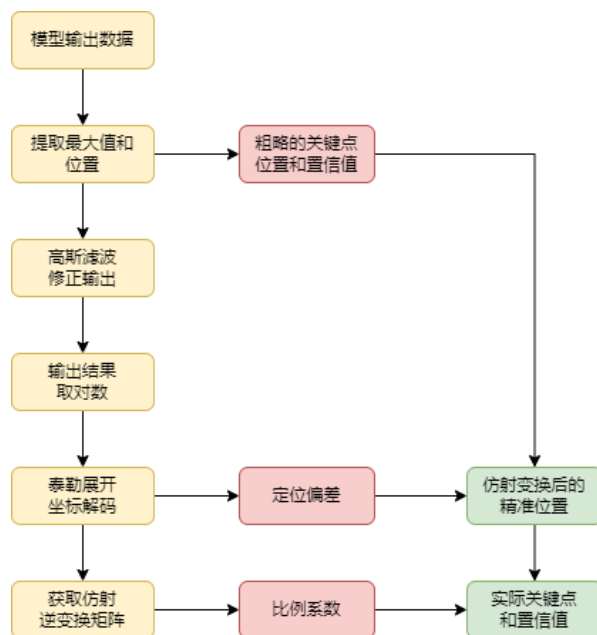 模型输出数据
提取最大值和
位置
粗略的关键点
位置和置信值
高斯滤波
修正输出
输出结果
取对数
泰勒展开
坐标解码
定位偏差
仿射变换后的
精准位置
获取仿射
逆变换矩阵
比例系数
实际关键点
和置信值